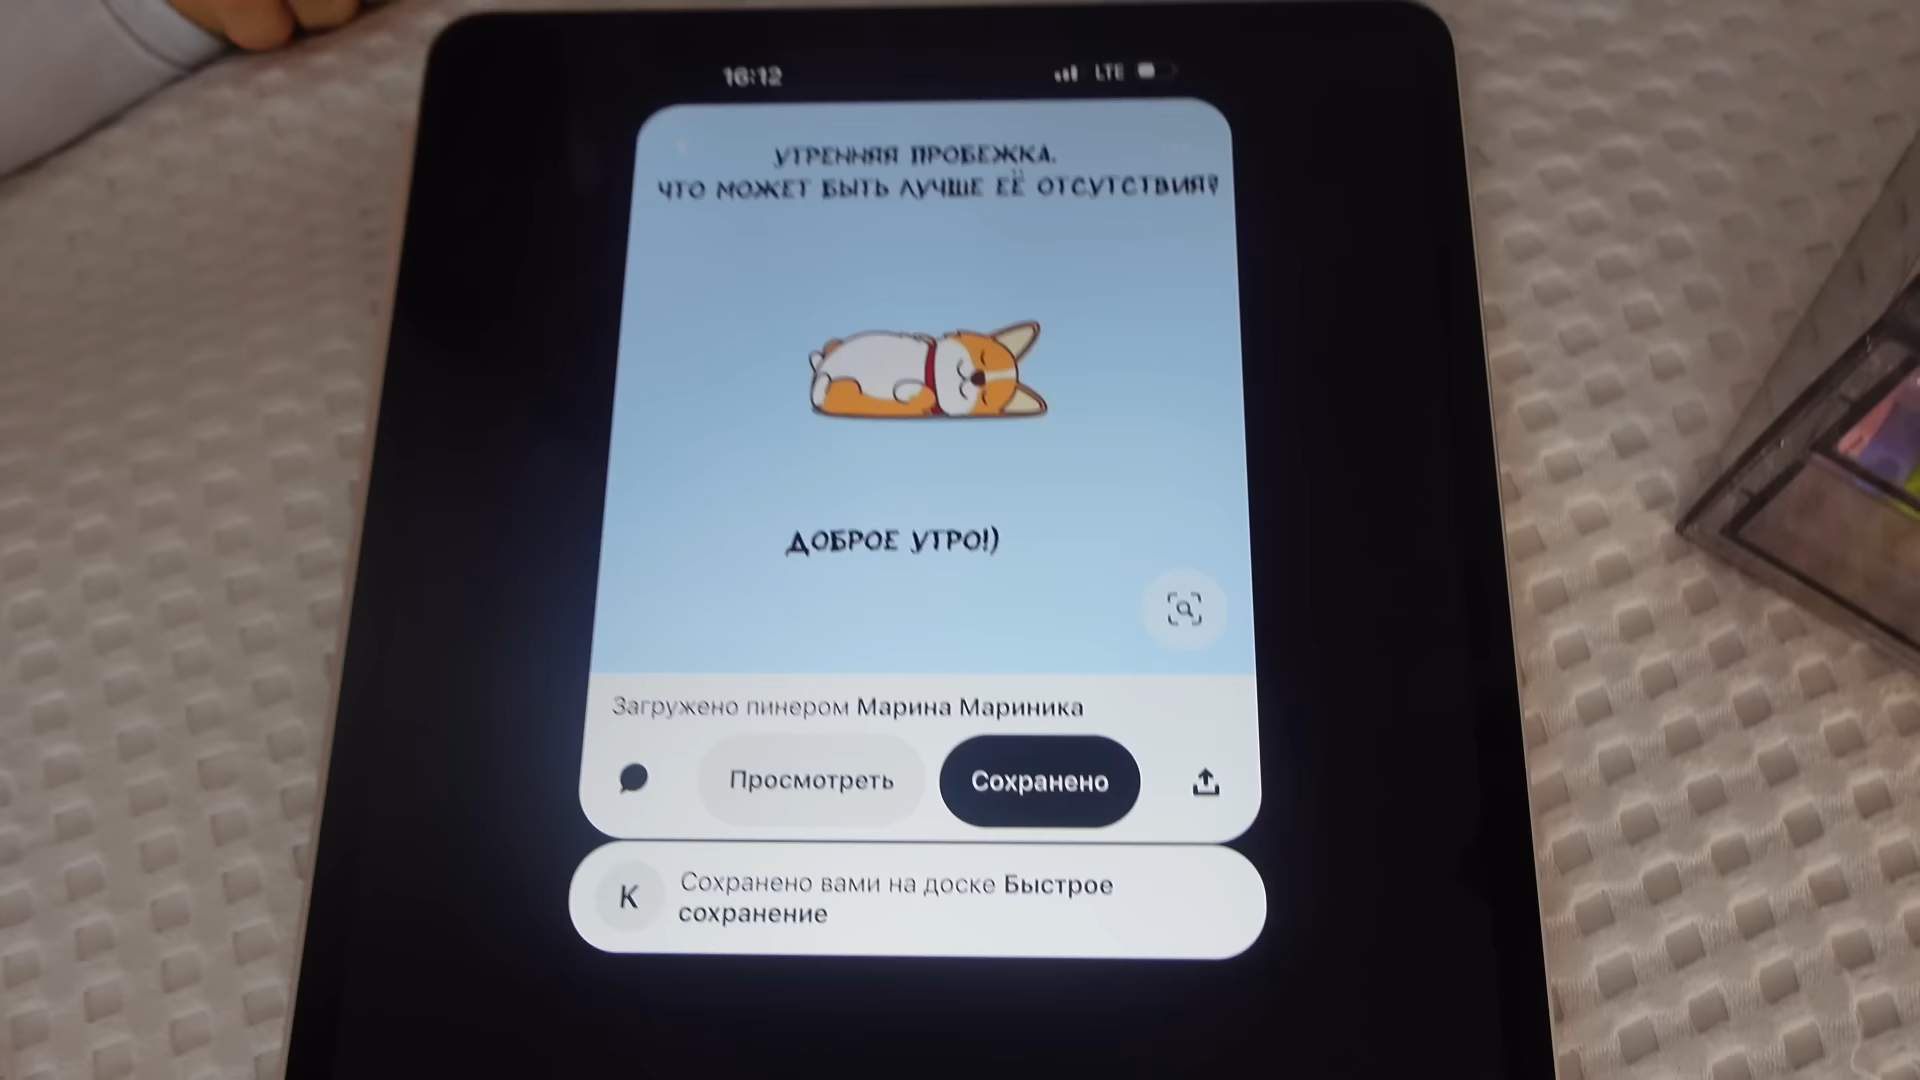 16:12 LTE
УТРЕННЯЯ ПРОБЕЖКА.
ЧТО МОЖЕТ БЫТЬ ЛУЧШЕ ЕЁ ОТСУТСТВИЯ?
ДОБРОЕ УТРО!)
Загружено пинером Марина Мариника
Просмотреть Сохранено
К Сохранено вами на доске Быстрое
сохранение